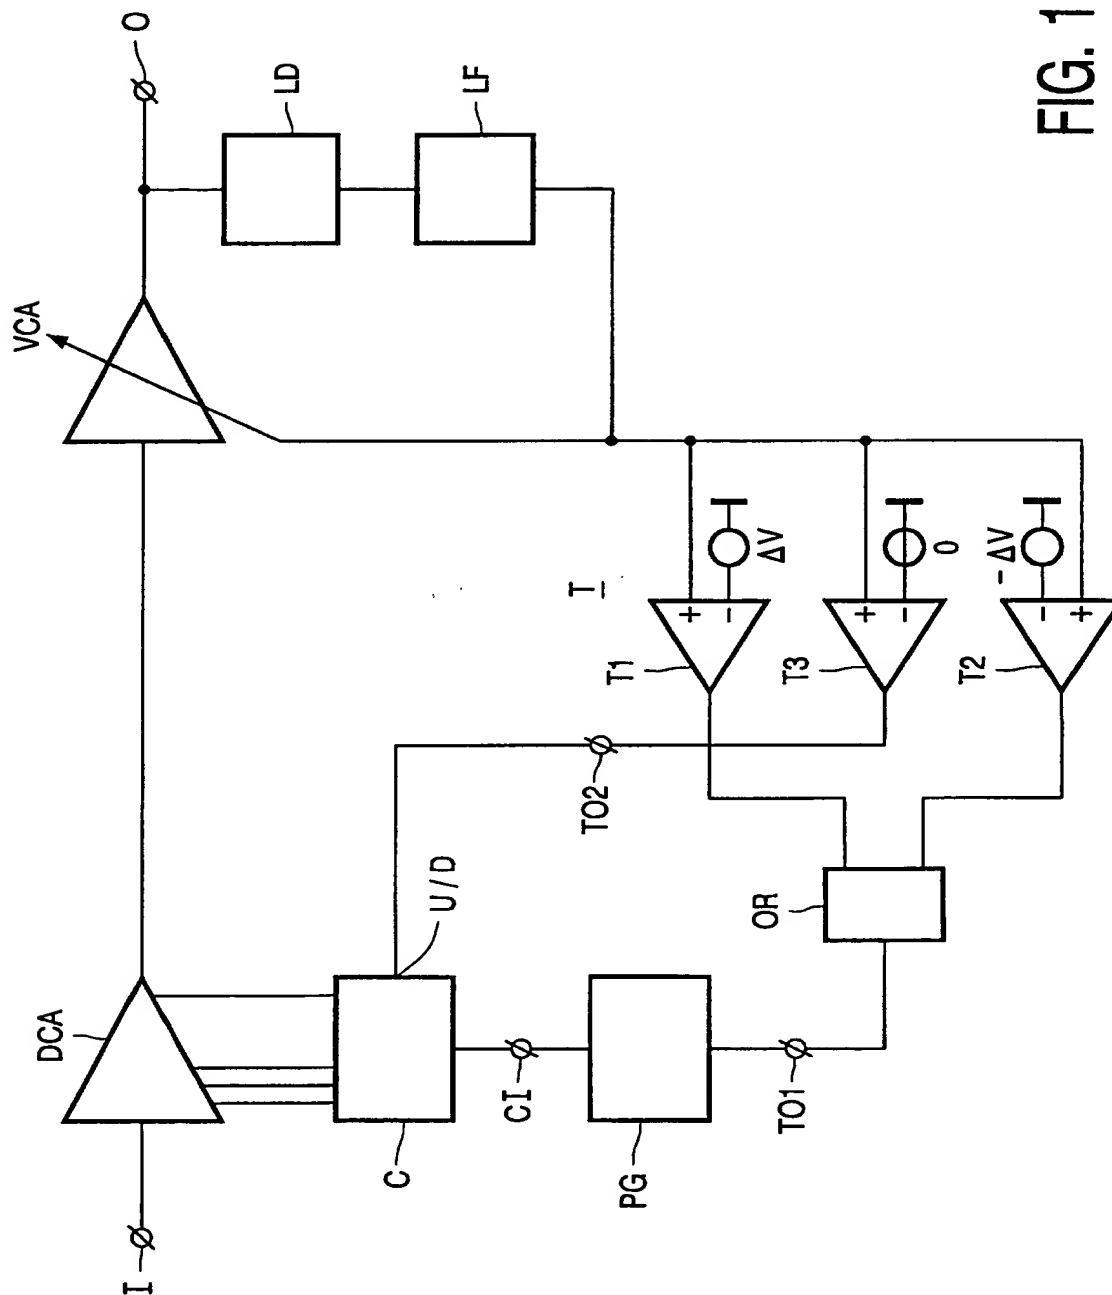 I
DCA
VCA
O
LD
LF
U/D
C
CI
PG
TO1
TO2
OR
T
T1
+
−
ΔV
T3
+
−
0
T2
−
+
-ΔV
FIG. 1